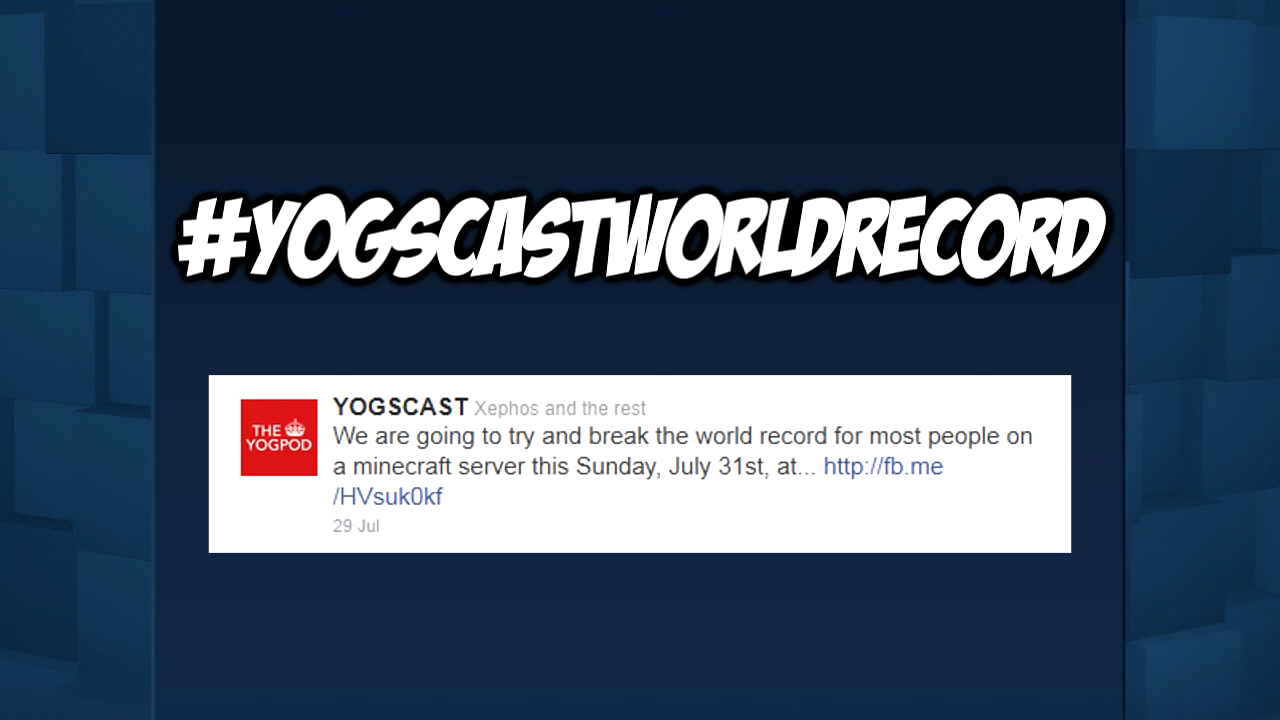 #YOGSCASTWORLDRECORD
THE
YOGPOD
YOGSCAST Xephos and the rest
We are going to try and break the world record for most people on
a minecraft server this Sunday, July 31st, at... http://fb.me
/HVsuk0kf
29 Jul